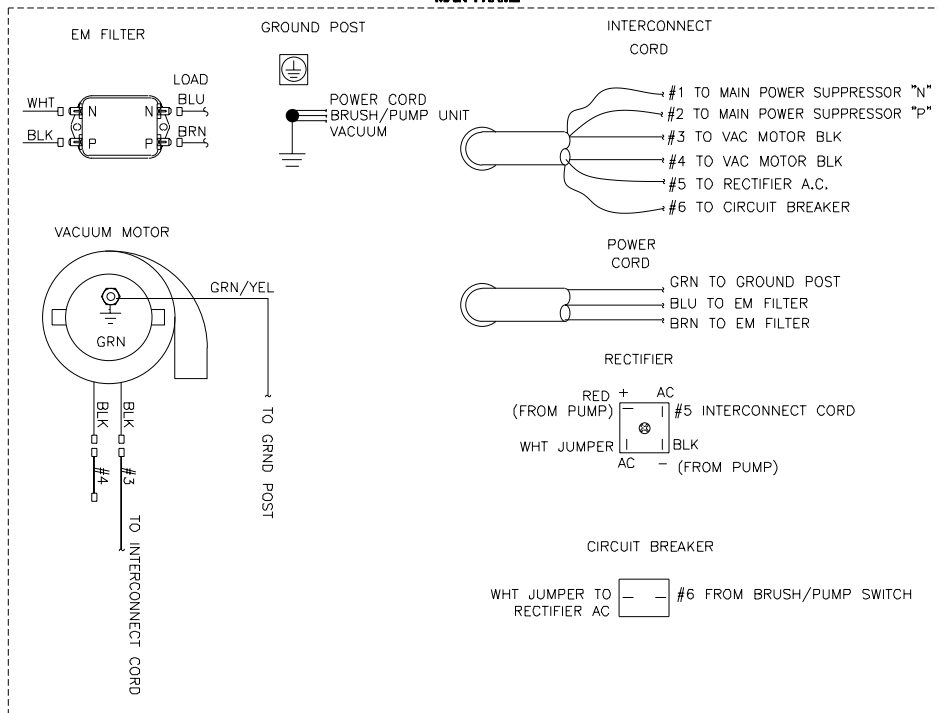 MAIN FRAME
EM FILTER
LOAD
WHT
N
N
BLU
BLK
P
P
BRN
GROUND POST
POWER CORD
BRUSH/PUMP UNIT
VACUUM
INTERCONNECT
CORD
#1 TO MAIN POWER SUPPRESSOR "N"
#2 TO MAIN POWER SUPPRESSOR "P"
#3 TO VAC MOTOR BLK
#4 TO VAC MOTOR BLK
#5 TO RECTIFIER A.C.
#6 TO CIRCUIT BREAKER
VACUUM MOTOR
GRN/YEL
GRN
BLK
BLK
#4
#3
TO GRND POST
TO INTERCONNECT CORD
POWER
CORD
GRN TO GROUND POST
BLU TO EM FILTER
BRN TO EM FILTER
RECTIFIER
RED + AC
(FROM PUMP)
#5 INTERCONNECT CORD
WHT JUMPER
BLK
AC - (FROM PUMP)
CIRCUIT BREAKER
WHT JUMPER TO
RECTIFIER AC
#6 FROM BRUSH/PUMP SWITCH